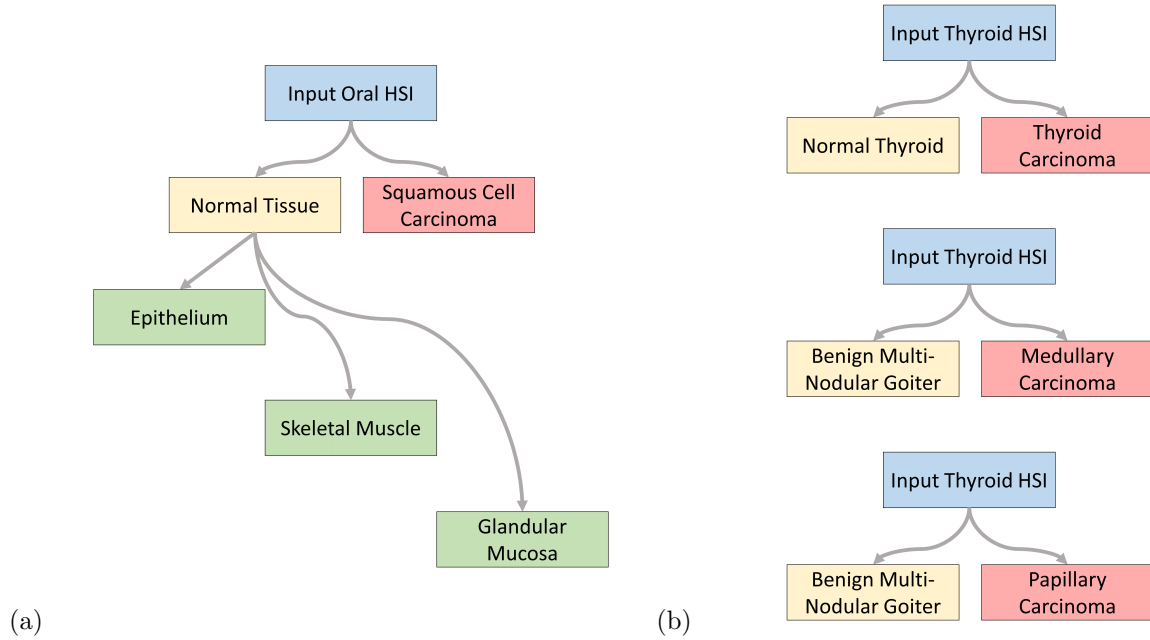 Input Oral HSI
Normal Tissue
Squamous Cell
Carcinoma
Epithelium
Skeletal Muscle
Glandular
Mucosa
(a)
Input Thyroid HSI
Normal Thyroid
Thyroid
Carcinoma
Input Thyroid HSI
Benign Multi-
Nodular Goiter
Medullary
Carcinoma
Input Thyroid HSI
Benign Multi-
Nodular Goiter
Papillary
Carcinoma
(b)